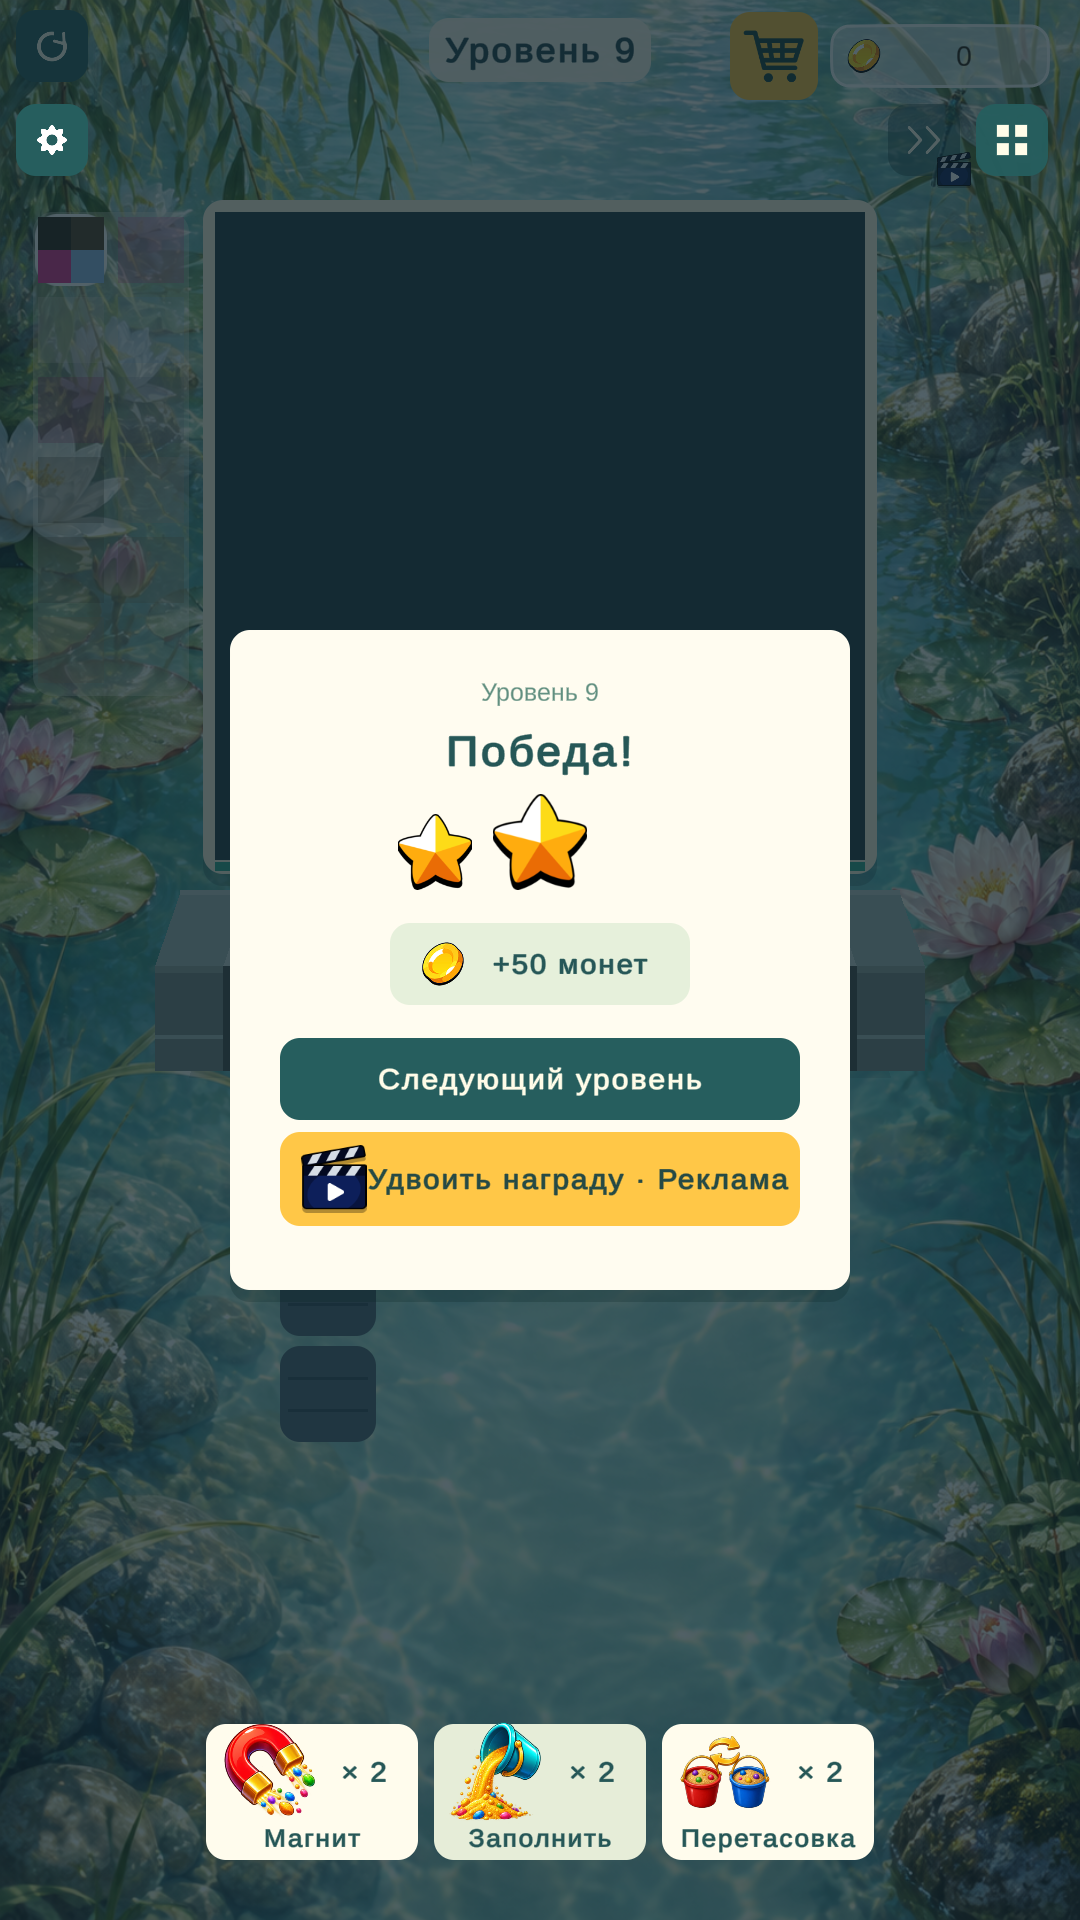 Уровень 9
0
Уровень 9
Победа!
+50 монет
Следующий уровень
Удвоить награду · Реклама
× 2
× 2
× 2
Магнит
Заполнить
Перетасовка